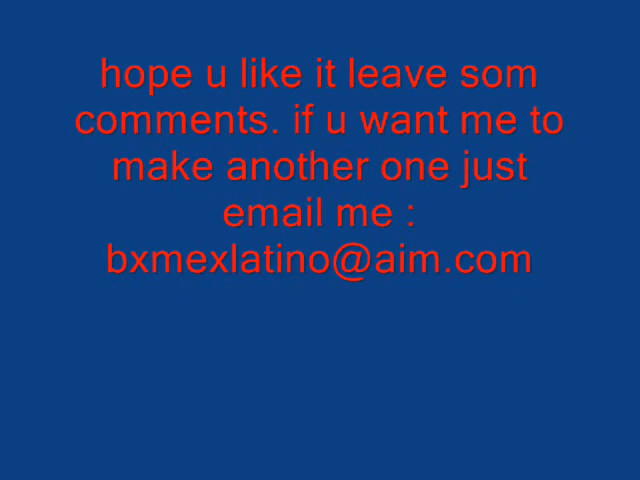 hope u like it leave som
comments. if u want me to
make another one just
email me :
bxmexlatino@aim.com